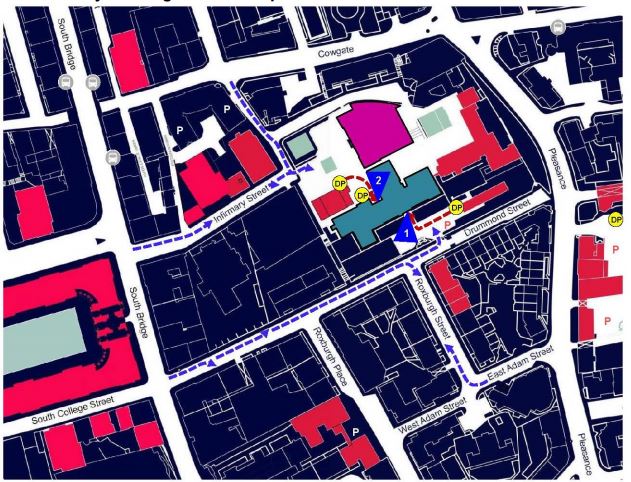 Cowgate
South Bridge
P
P
Pleasance
2
DP
DP
Infirmary Street
DP
DP
1
P
Drummond Street
P
South Bridge
Roxburgh Street
P
Roxburgh Place
East Adam Street
South College Street
West Adam Street
P
Pleasance